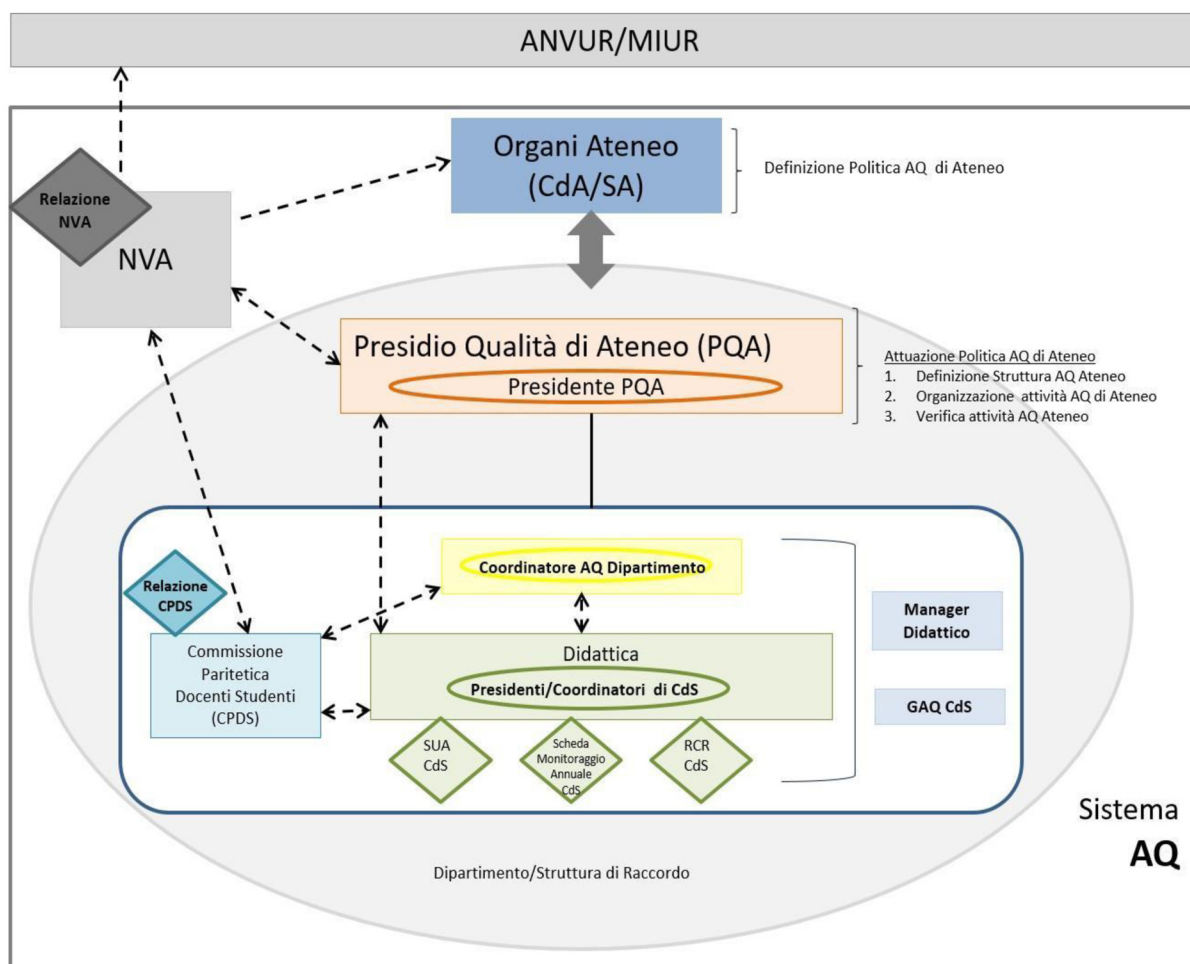 ANVUR/MIUR
Organi Ateneo
(CdA/SA)
Definizione Politica AQ di Ateneo
Relazione
NVA
NVA
Presidio Qualità di Ateneo (PQA)
Presidente PQA
Attuazione Politica AQ di Ateneo
1. Definizione Struttura AQ Ateneo
2. Organizzazione attività AQ di Ateneo
3. Verifica attività AQ Ateneo
Coordinatore AQ Dipartimento
Relazione
CPDS
Commissione
Paritetica
Docenti Studenti
(CPDS)
Didattica
Presidenti/Coordinatori di CdS
SUA
CdS
Scheda
Monitoraggio
Annuale
CdS
RCR
CdS
Manager
Didattico
GAQ CdS
Sistema
AQ
Dipartimento/Struttura di Raccordo